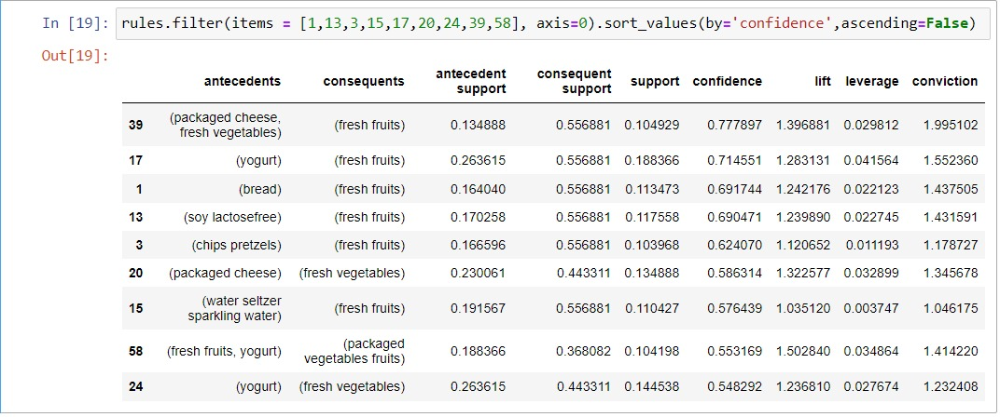 In [19]: rules.filter(items = [1,13,3,15,17,20,24,39,58], axis=0).sort_values(by='confidence',ascending=False)
Out[19]:
antecedents consequents antecedent support consequent support support confidence lift leverage conviction
39 (packaged cheese, fresh vegetables) (fresh fruits) 0.134888 0.556881 0.104929 0.777897 1.396881 0.029812 1.995102
17 (yogurt) (fresh fruits) 0.263615 0.556881 0.188366 0.714551 1.283131 0.041564 1.552360
1 (bread) (fresh fruits) 0.164040 0.556881 0.113473 0.691744 1.242176 0.022123 1.437505
13 (soy lactosefree) (fresh fruits) 0.170258 0.556881 0.117558 0.690471 1.239890 0.022745 1.431591
3 (chips pretzels) (fresh fruits) 0.166596 0.556881 0.103968 0.624070 1.120652 0.011193 1.178727
20 (packaged cheese) (fresh vegetables) 0.230061 0.443311 0.134888 0.586314 1.322577 0.032899 1.345678
15 (water seltzer sparkling water) (fresh fruits) 0.191567 0.556881 0.110427 0.576439 1.035120 0.003747 1.046175
58 (fresh fruits, yogurt) (packaged vegetables fruits) 0.188366 0.368082 0.104198 0.553169 1.502840 0.034864 1.414220
24 (yogurt) (fresh vegetables) 0.263615 0.443311 0.144538 0.548292 1.236810 0.027674 1.232408